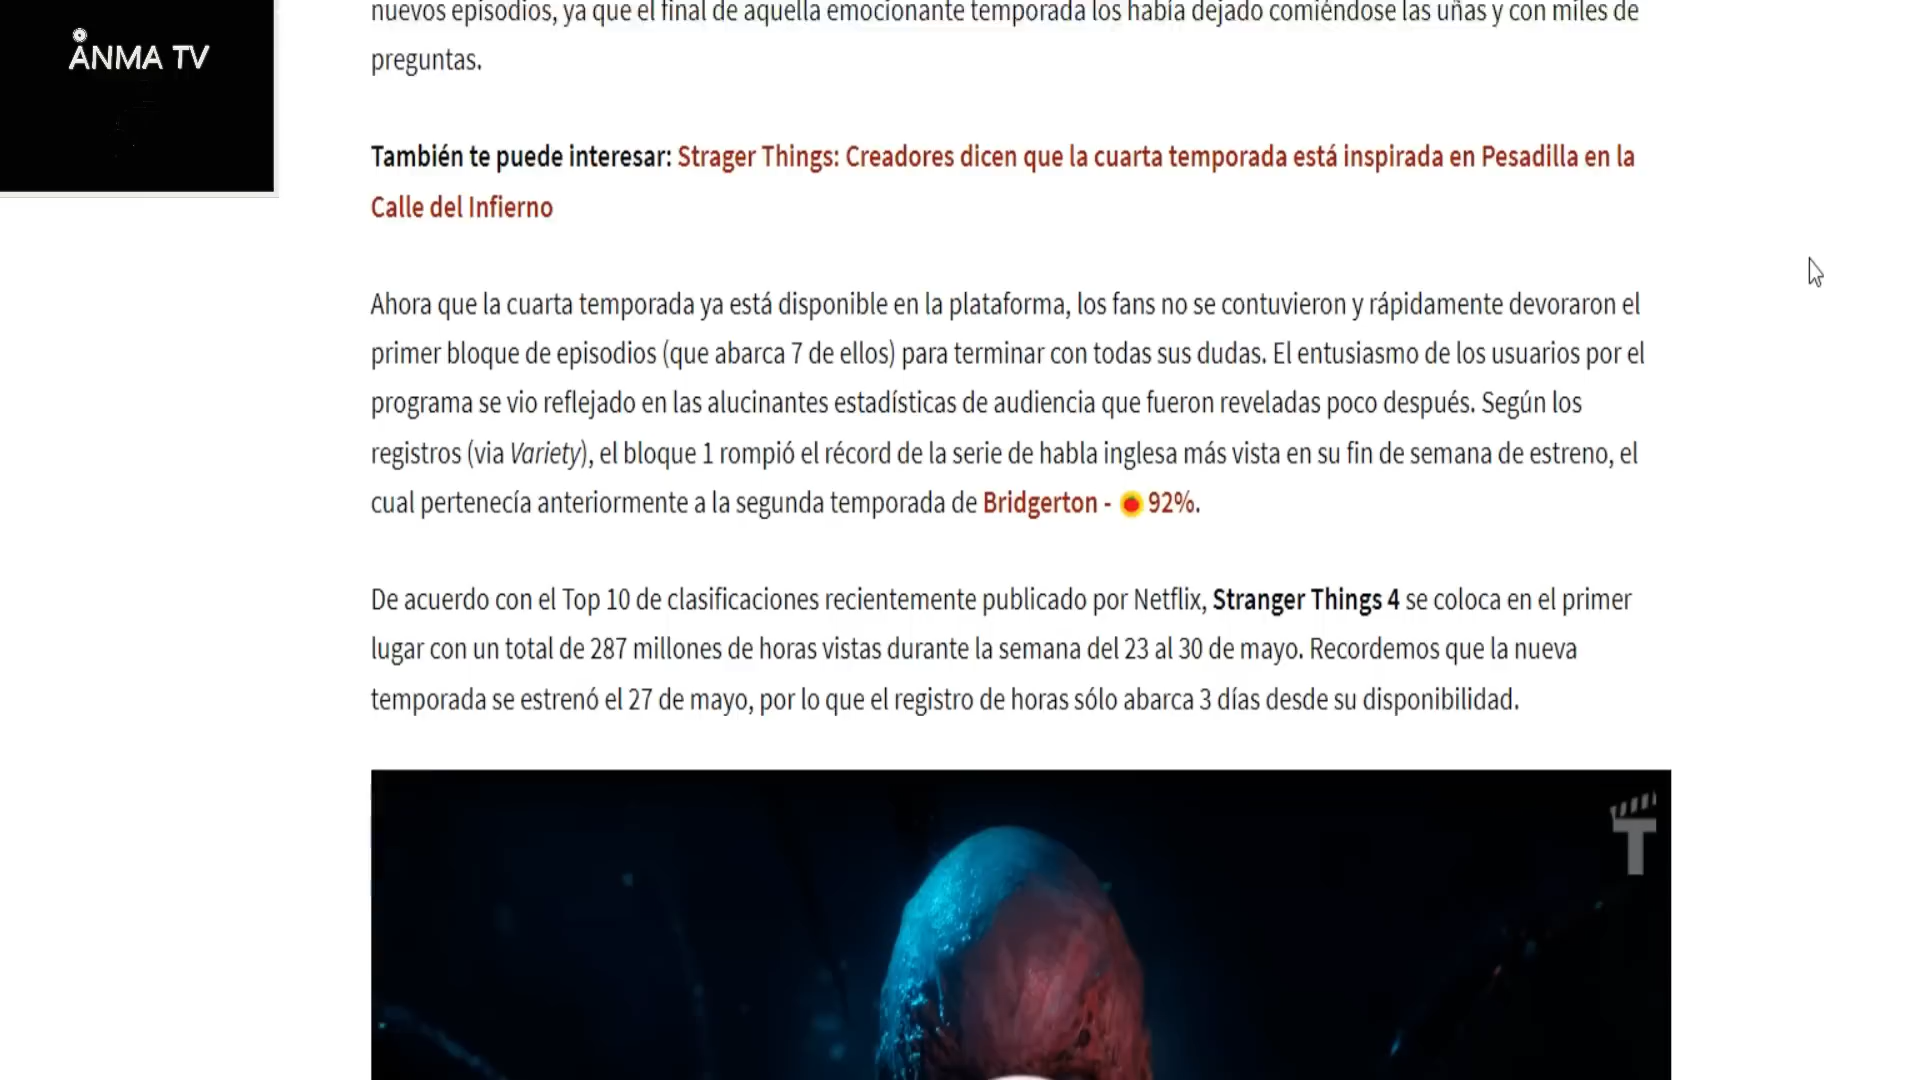 ANMA TV
nuevos episodios, ya que el final de aquella emocionante temporada los había dejado comiéndose las uñas y con miles de
preguntas.
También te puede interesar: Strager Things: Creadores dicen que la cuarta temporada está inspirada en Pesadilla en la
Calle del Infierno
Ahora que la cuarta temporada ya está disponible en la plataforma, los fans no se contuvieron y rápidamente devoraron el
primer bloque de episodios (que abarca 7 de ellos) para terminar con todas sus dudas. El entusiasmo de los usuarios por el
programa se vio reflejado en las alucinantes estadísticas de audiencia que fueron reveladas poco después. Según los
registros (via Variety), el bloque 1 rompió el récord de la serie de habla inglesa más vista en su fin de semana de estreno, el
cual pertenecía anteriormente a la segunda temporada de Bridgerton - 92%.
De acuerdo con el Top 10 de clasificaciones recientemente publicado por Netflix, Stranger Things 4 se coloca en el primer
lugar con un total de 287 millones de horas vistas durante la semana del 23 al 30 de mayo. Recordemos que la nueva
temporada se estrenó el 27 de mayo, por lo que el registro de horas sólo abarca 3 días desde su disponibilidad.
T